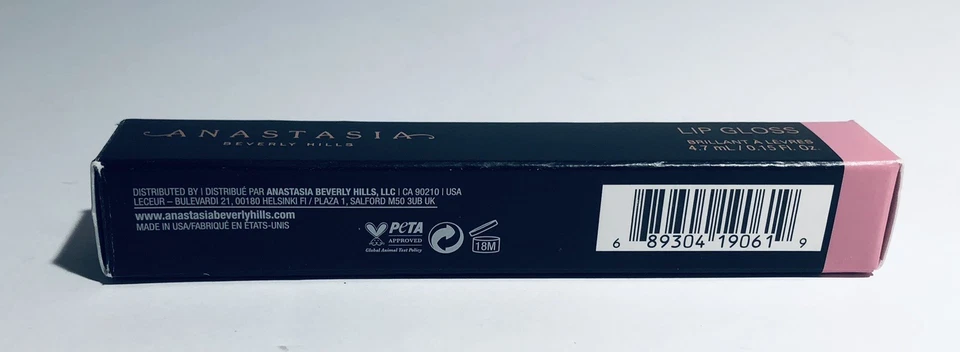 ANASTASIA
BEVERLY HILLS
LIP GLOSS
BRILLANT À LÈVRES
4.7 mL / 0.15 Fl. Oz.
DISTRIBUTED BY | DISTRIBUÉ PAR ANASTASIA BEVERLY HILLS, LLC | CA 90210 | USA
LECEUR – BULEVARDI 21, 00180 HELSINKI FI / PLAZA 1, SALFORD M50 3UB UK
www.anastasiabeverlyhills.com
MADE IN USA/FABRIQUÉ EN ÉTATS-UNIS
PETA
APPROVED
Global Animal Test Policy
18M
6 89304 19061 9